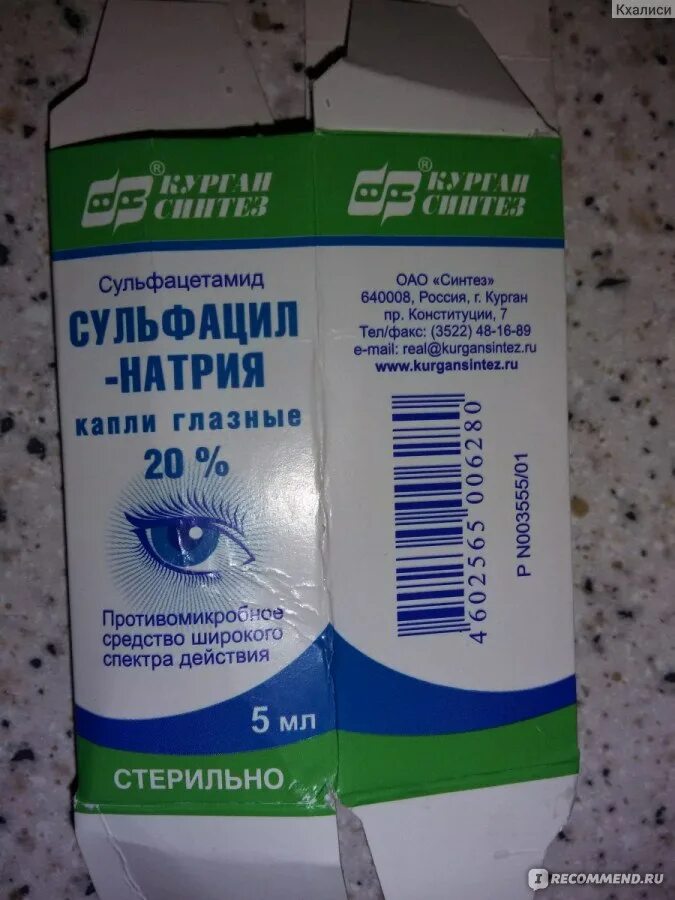 Кхалиси
КУРГАН
СИНТЕЗ
Сульфацетамид
СУЛЬФАЦИЛ
-НАТРИЯ
капли глазные
20 %
Противомикробное
средство широкого
спектра действия
5 мл
СТЕРИЛЬНО
КУРГАН
СИНТЕЗ
ОАО «Синтез»
640008, Россия, г. Курган
пр. Конституции, 7
Тел/факс: (3522) 48-16-89
e-mail: real@kurgansintez.ru
www.kurgansintez.ru
4 602565 006280
Р N003555/01
IRECOMMEND.RU